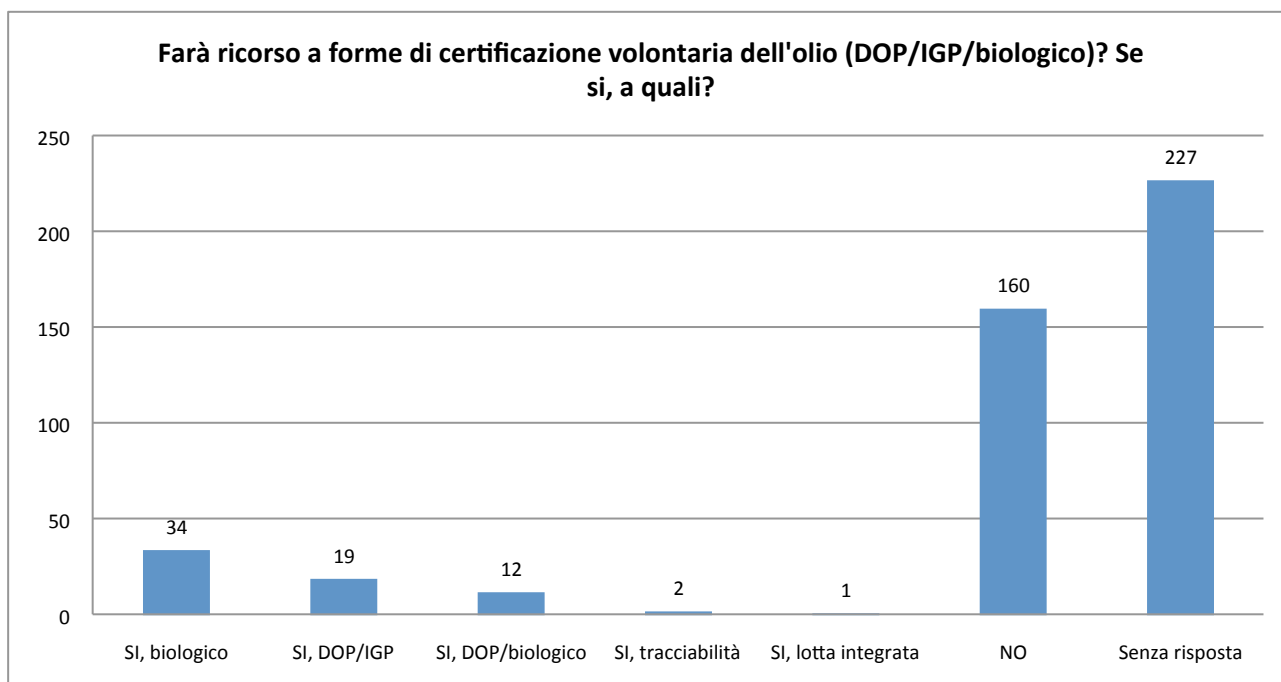 Farà ricorso a forme di certificazione volontaria dell'olio (DOP/IGP/biologico)? Se
si, a quali?
250
200
150
100
50
0
34
19
12
2
1
160
227
SI, biologico
SI, DOP/IGP
SI, DOP/biologico
SI, tracciabilità
SI, lotta integrata
NO
Senza risposta